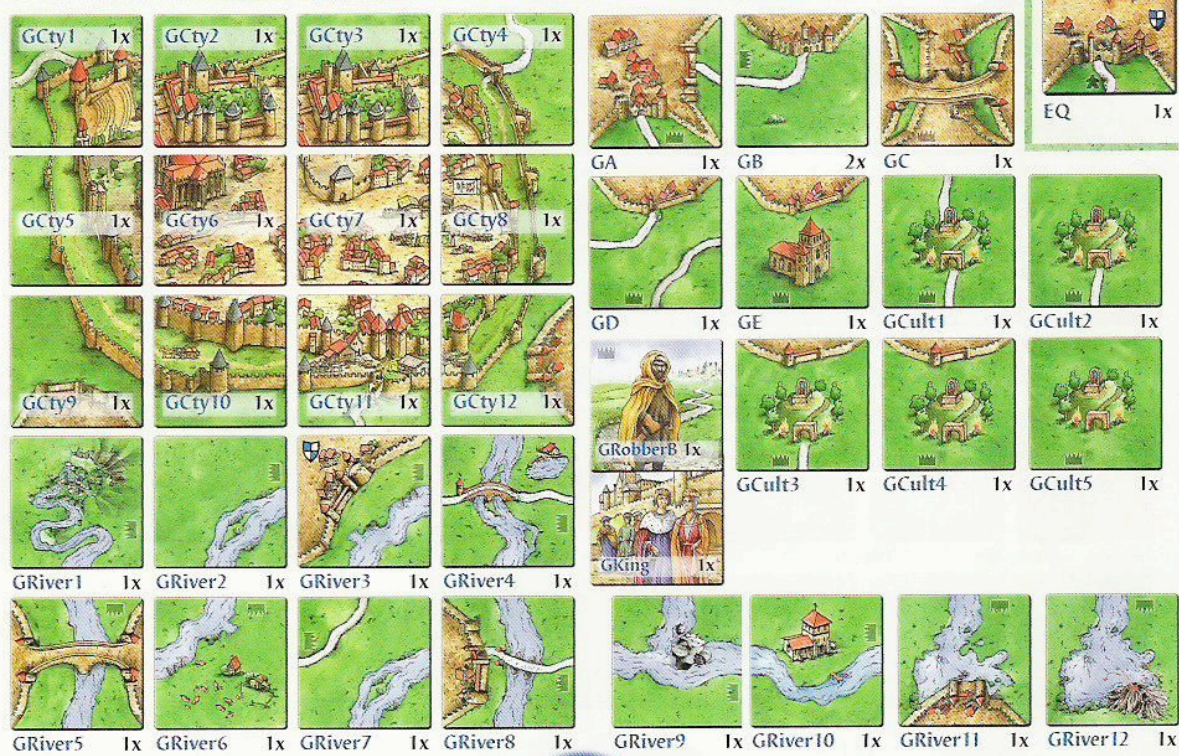 GCty1 1x GCty2 1x GCty3 1x GCty4 1x
EQ 1x
GA 1x GB 2x GC 1x
GCty5 1x GCty6 1x GCty7 1x GCty8 1x
GD 1x GE 1x GCult1 1x GCult2 1x
GCty9 1x GCty10 1x GCty11 1x GCty12 1x
GRobberB 1x
GCult3 1x GCult4 1x GCult5 1x
GKing 1x
GRiver1 1x GRiver2 1x GRiver3 1x GRiver4 1x
GRiver5 1x GRiver6 1x GRiver7 1x GRiver8 1x GRiver9 1x GRiver10 1x GRiver11 1x GRiver12 1x